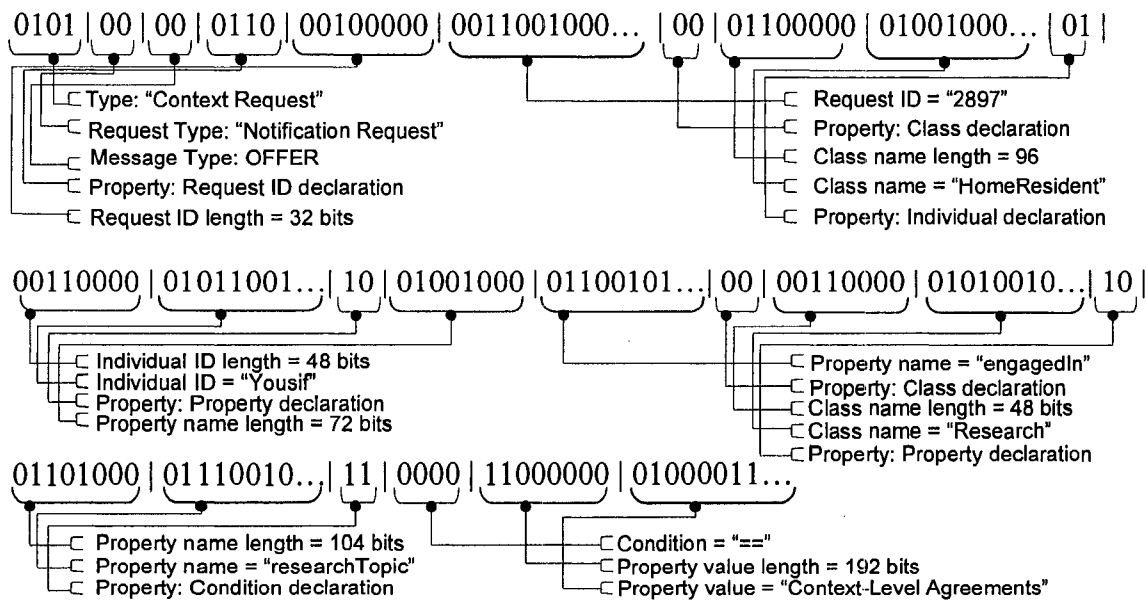 0101 | 00 | 00 | 0110 | 00100000 | 0011001000... | 00 | 01100000 | 01001000... | 01 |
Type: “Context Request”
Request Type: “Notification Request”
Message Type: OFFER
Property: Request ID declaration
Request ID length = 32 bits
Request ID = “2897”
Property: Class declaration
Class name length = 96
Class name = “HomeResident”
Property: Individual declaration
00110000 | 01011001... | 10 | 01001000 | 01100101... | 00 | 00110000 | 01010010... | 10 |
Individual ID length = 48 bits
Individual ID = “Yousif”
Property: Property declaration
Property name length = 72 bits
Property name = “engagedIn”
Property: Class declaration
Class name length = 48 bits
Class name = “Research”
Property: Property declaration
01101000 | 01110010... | 11 | 0000 | 11000000 | 01000011...
Property name length = 104 bits
Property name = “researchTopic”
Property: Condition declaration
Condition = “==”
Property value length = 192 bits
Property value = “Context-Level Agreements”